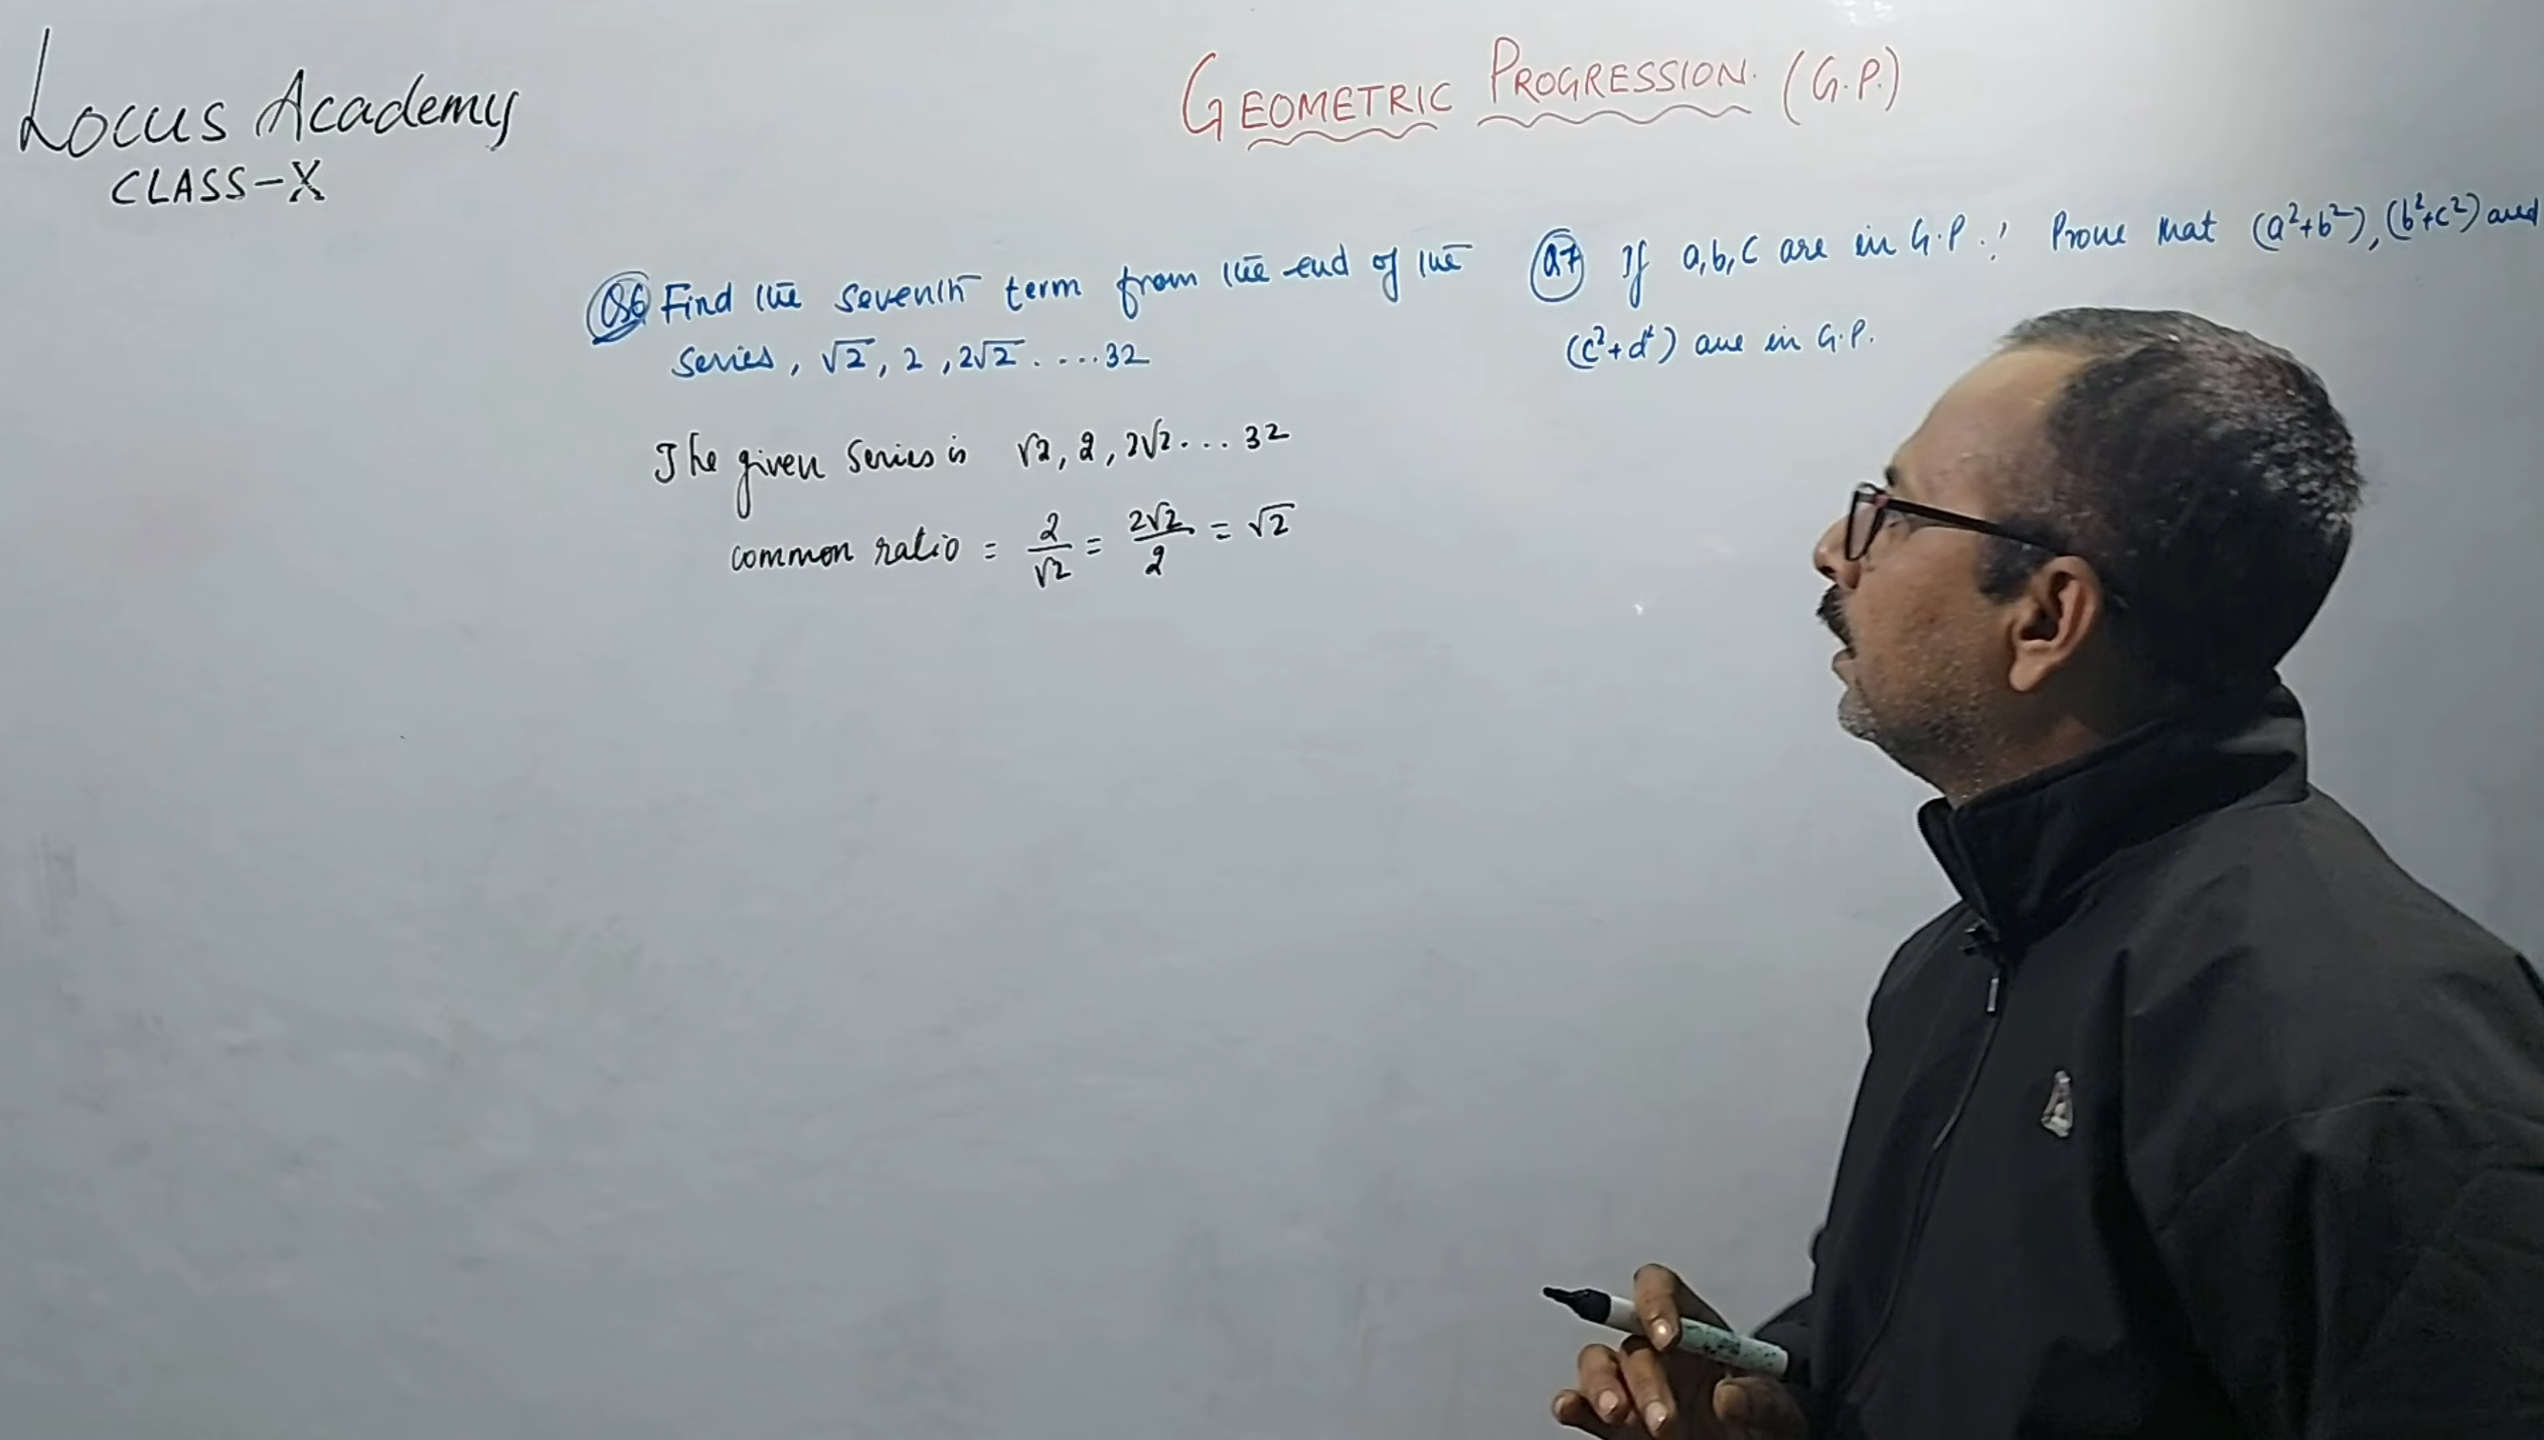 Locus Academy
CLASS-X
GEOMETRIC PROGRESSION. (G.P.)
Q6 Find the seventh term from the end of the
series, √2, 2, 2√2 . ...32
The given series is √2, 2, 2√2... 32
common ratio = 2/√2 = 2√2/2 = √2
Q7 If a,b,c are in G.P. ! Prove that (a²+b²), (b²+c²) and
(c²+d²) are in G.P.